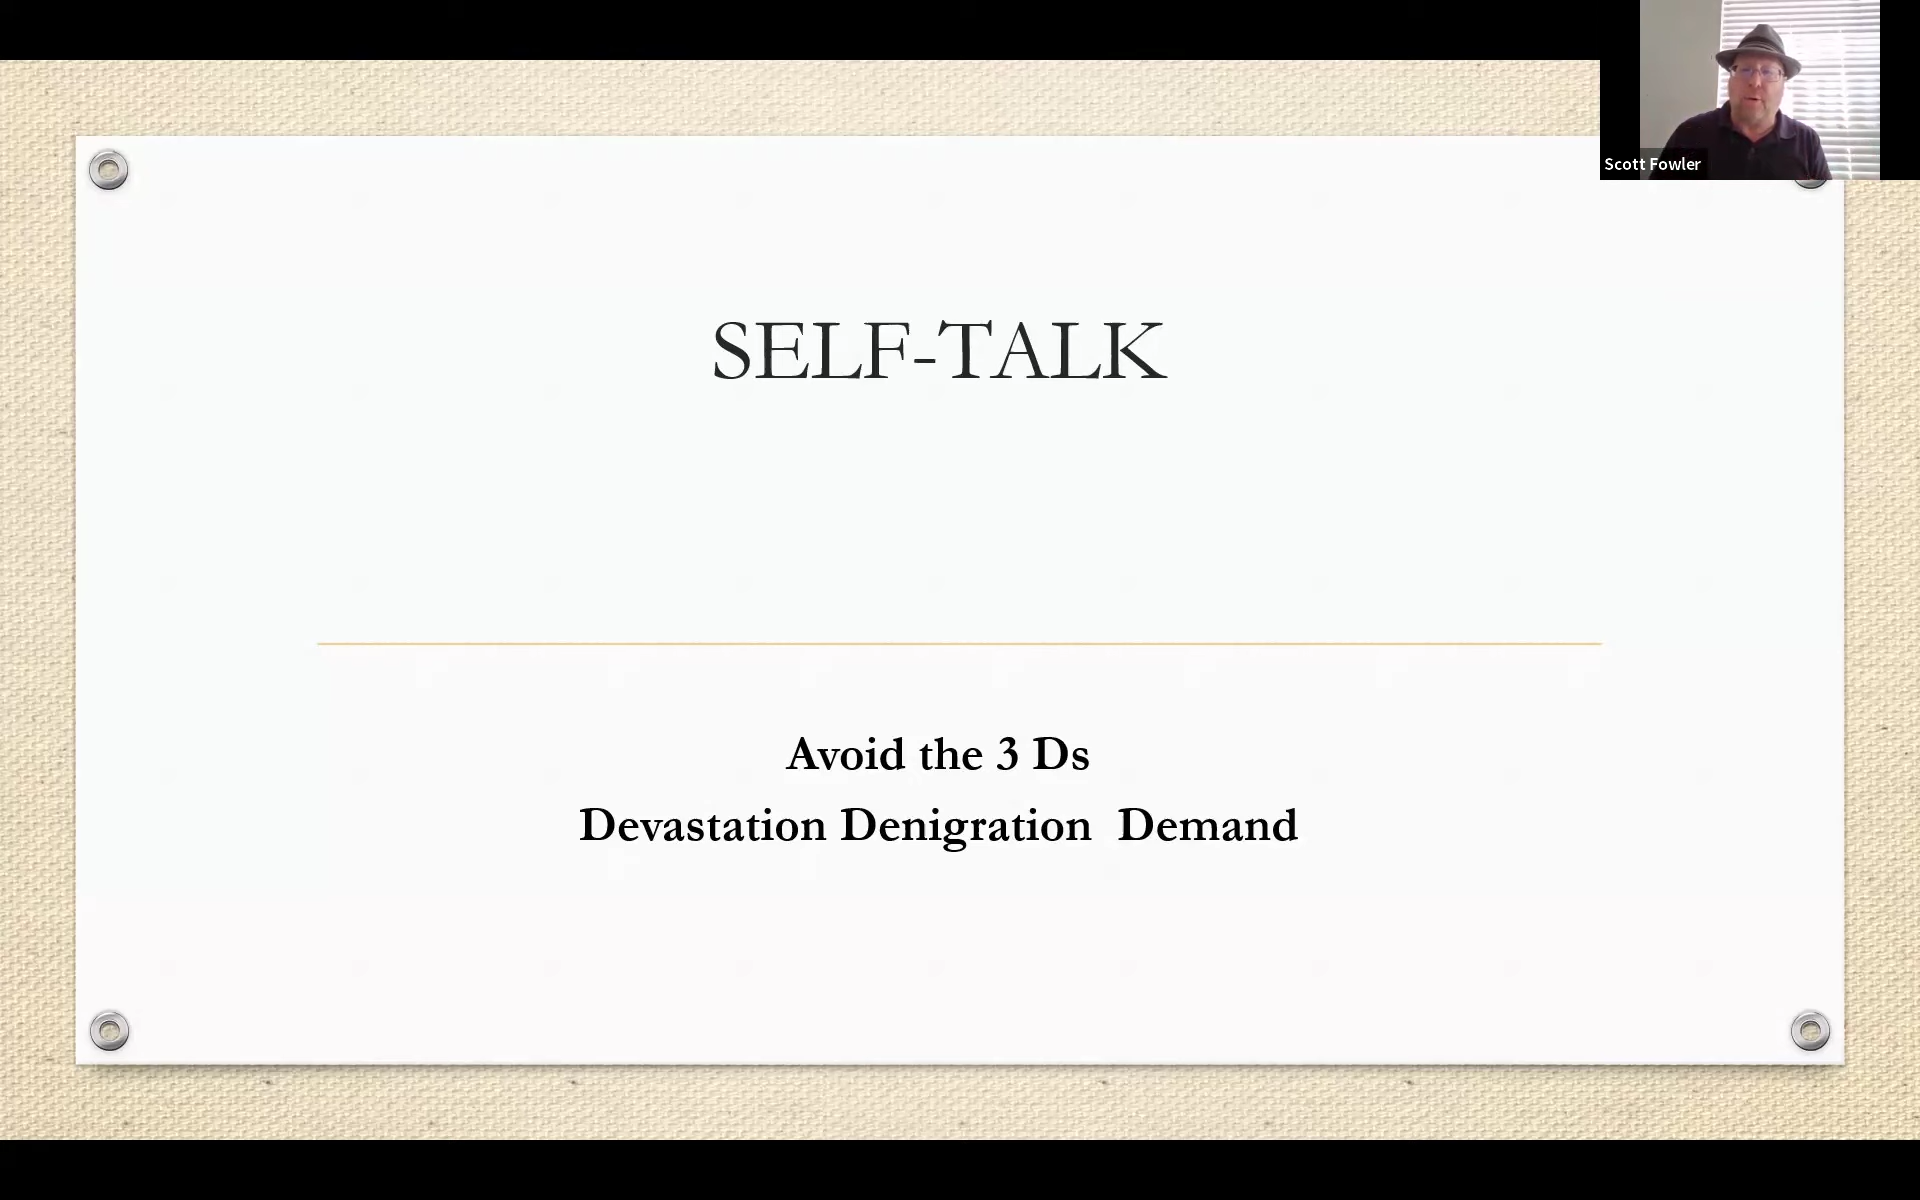 Scott Fowler
SELF-TALK
Avoid the 3 Ds
Devastation Denigration  Demand